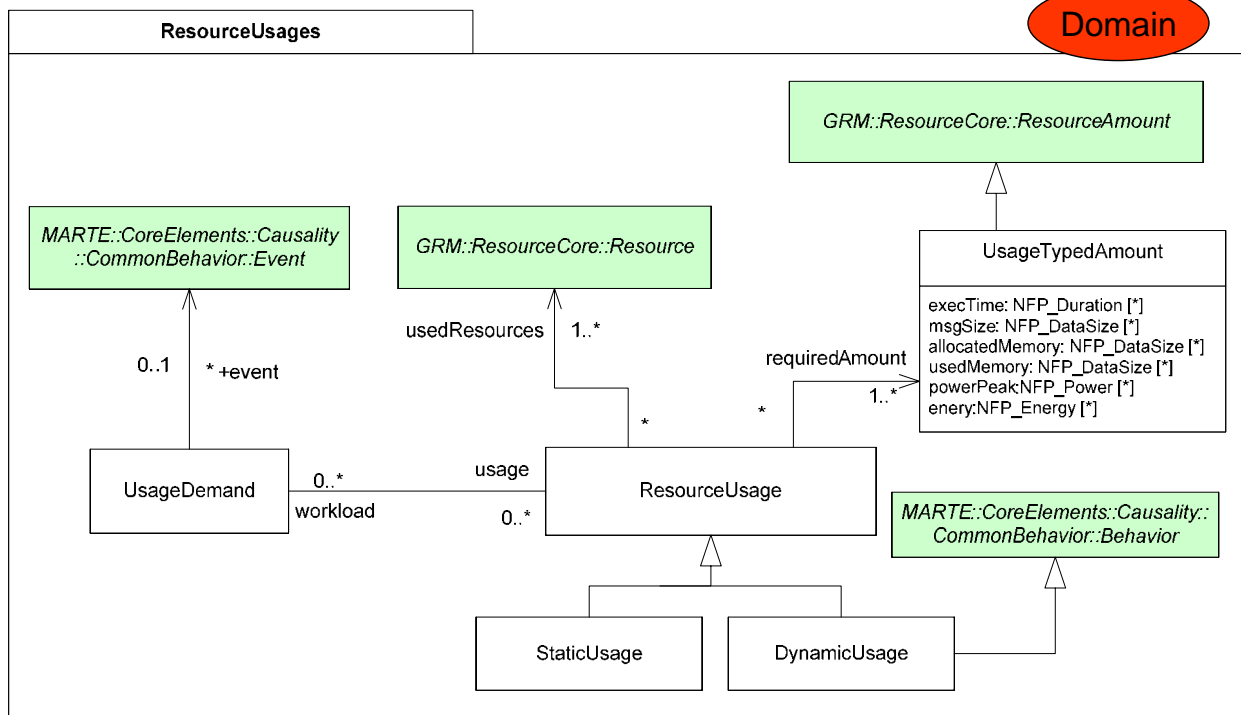 ResourceUsages
Domain
GRM::ResourceCore::ResourceAmount
MARTE::CoreElements::Causality
::CommonBehavior::Event
GRM::ResourceCore::Resource
UsageTypedAmount
execTime: NFP_Duration [*]
msgSize: NFP_DataSize [*]
allocatedMemory: NFP_DataSize [*]
usedMemory: NFP_DataSize [*]
powerPeak:NFP_Power [*]
enery:NFP_Energy [*]
usedResources
1..*
requiredAmount
0..1
* +event
1..*
*
*
UsageDemand
0..*
workload
usage
0..*
ResourceUsage
MARTE::CoreElements::Causality::
CommonBehavior::Behavior
StaticUsage
DynamicUsage